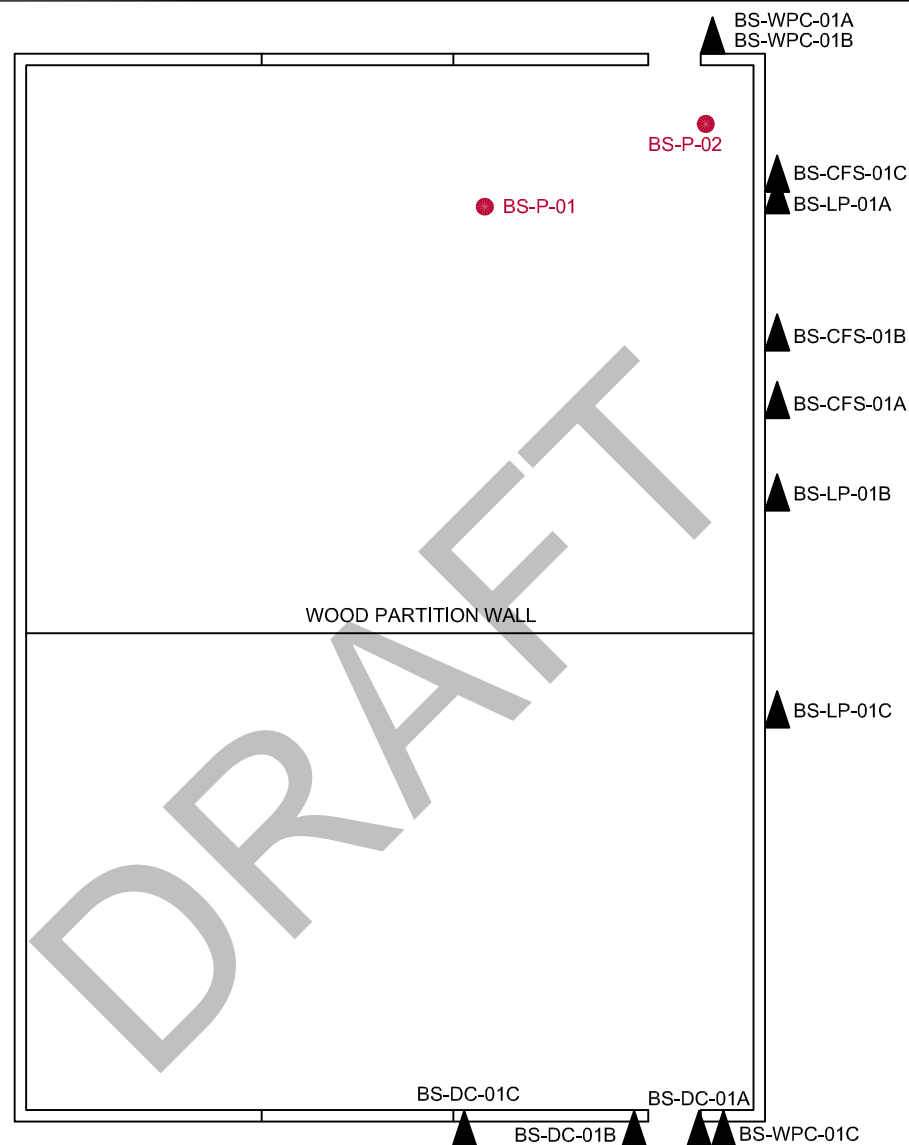 BS-WPC-01A
BS-WPC-01B
BS-P-02
BS-CFS-01C
BS-P-01
BS-LP-01A
BS-CFS-01B
BS-CFS-01A
BS-LP-01B
WOOD PARTITION WALL
BS-LP-01C
DRAFT
BS-DC-01C
BS-DC-01A
BS-DC-01B
BS-WPC-01C